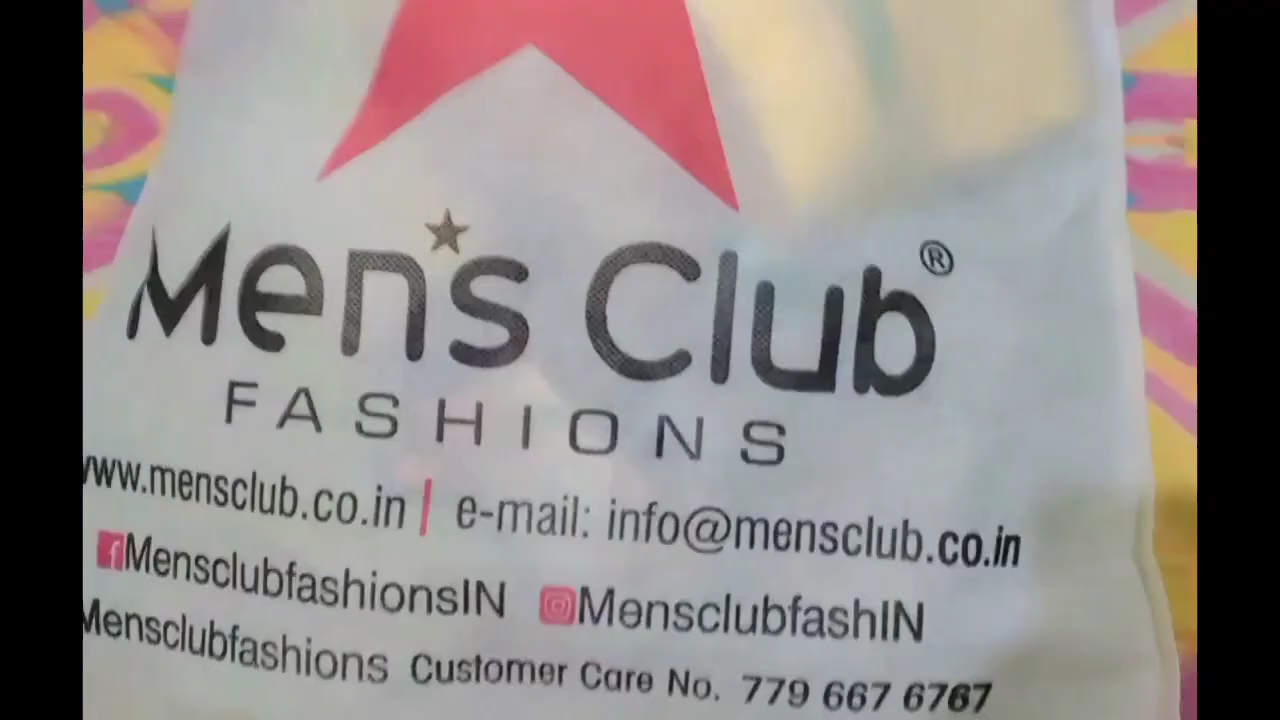 Men's Club®
FASHIONS
www.mensclub.co.in | e-mail: info@mensclub.co.in
MensclubfashionsIN MensclubfashIN
Mensclubfashions Customer Care No. 779 667 6767